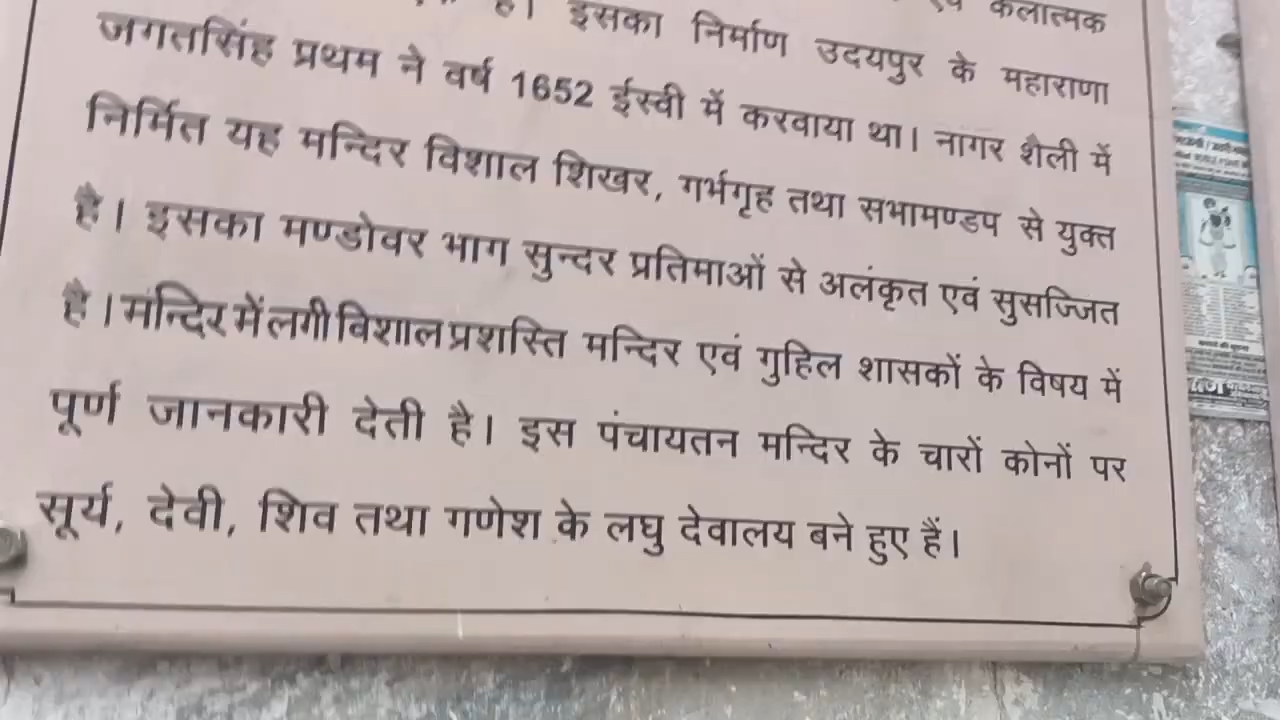 है। इसका निर्माण उदयपुर के महाराणा
जगतसिंह प्रथम ने वर्ष 1652 ईस्वी में करवाया था। नागर शैली में
निर्मित यह मन्दिर विशाल शिखर, गर्भगृह तथा सभामण्डप से युक्त
है। इसका मण्डोवर भाग सुन्दर प्रतिमाओं से अलंकृत एवं सुसज्जित
है। मंन्दिर में लगी विशाल प्रशस्ति मन्दिर एवं गुहिल शासकों के विषय में
पूर्ण जानकारी देती है। इस पंचायतन मन्दिर के चारों कोनों पर
सूर्य, देवी, शिव तथा गणेश के लघु देवालय बने हुए हैं।